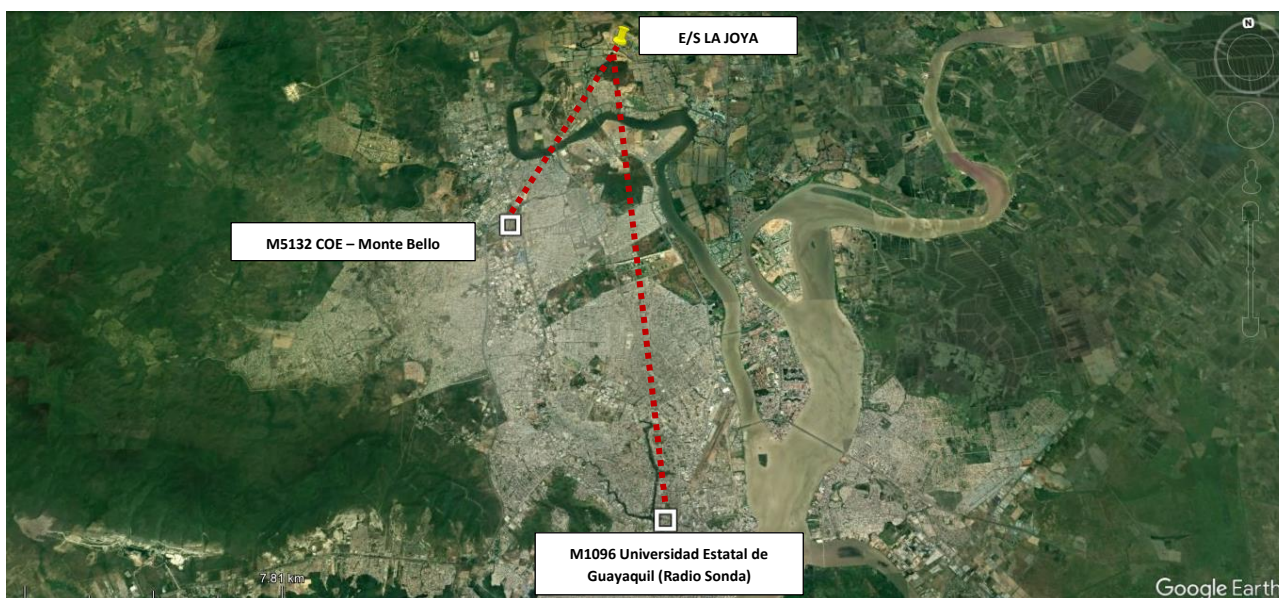 N
E/S LA JOYA
M5132 COE – Monte Bello
M1096 Universidad Estatal de
Guayaquil (Radio Sonda)
7.81 km
Google Earth